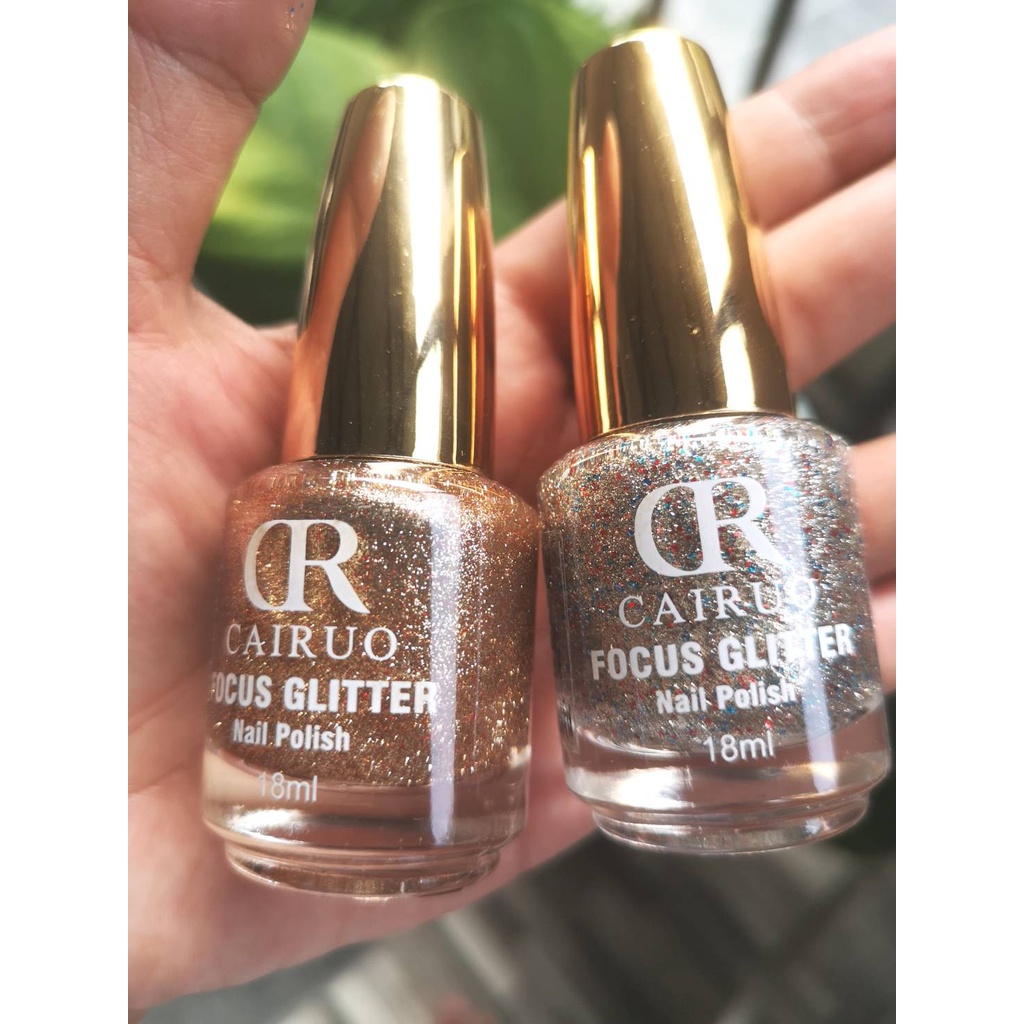 CR
CAIRUO
FOCUS GLITTER
Nail Polish
18ml
CR
CAIRUO
FOCUS GLITTER
Nail Polish
18ml